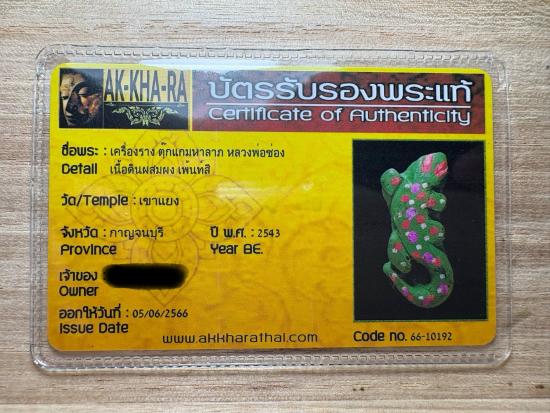 AK-KHA-RA
บัตรรับรองพระแท้
Certificate of Authenticity
ชื่อพระ : เครื่องราง ตุ๊กแกมหาลาภ หลวงพ่อช่อง
Detail เนื้อดินผสมผง เพ้นท์สี
วัด/Temple : เขาแยง
จังหวัด : กาญจนบุรี ปี พ.ศ. : 2543
Province Year BE.
เจ้าของ
Owner
ออกให้วันที่ : 05/06/2566
Issue Date
www.akkharathai.com
Code no. 66-10192